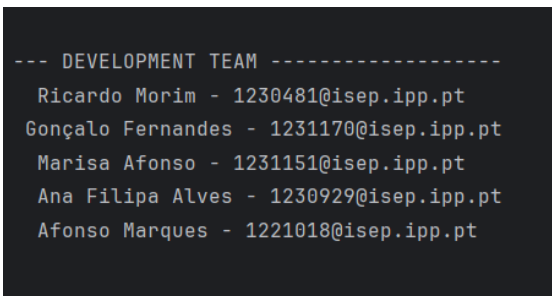 --- DEVELOPMENT TEAM -------------------
Ricardo Morim - 1230481@isep.ipp.pt
Gonçalo Fernandes - 1231170@isep.ipp.pt
Marisa Afonso - 1231151@isep.ipp.pt
Ana Filipa Alves - 1230929@isep.ipp.pt
Afonso Marques - 1221018@isep.ipp.pt